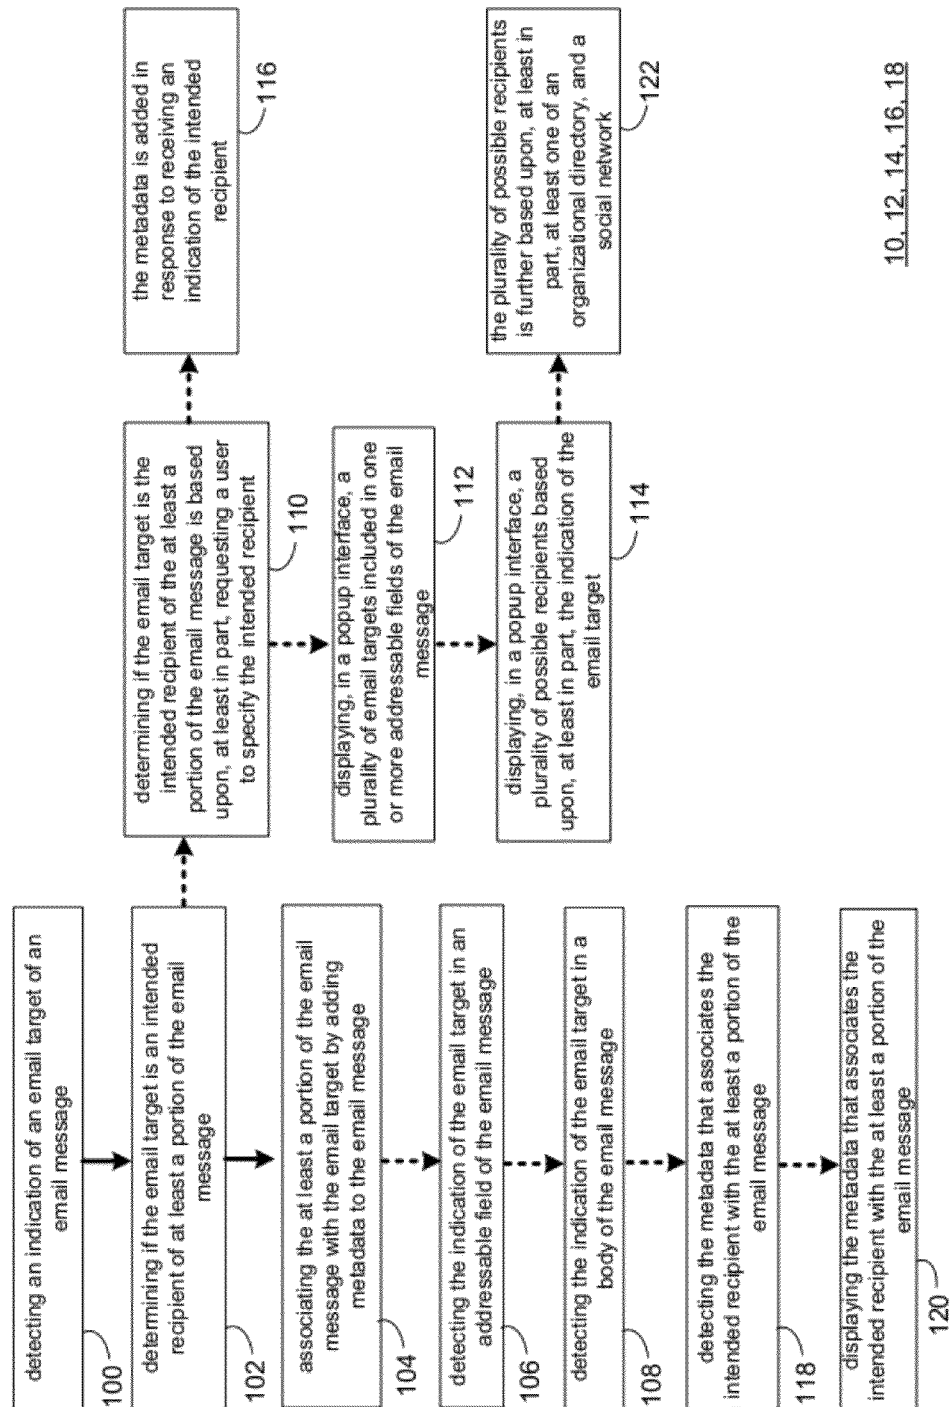 detecting an indication of an email target of an
email message
100
determining if the email target is an intended
recipient of at least a portion of the email
message
102
associating the at least a portion of the email
message with the email target by adding
metadata to the email message
104
detecting the indication of the email target in an
addressable field of the email message
106
detecting the indication of the email target in a
body of the email message
108
detecting the metadata that associates the
intended recipient with the at least a portion of the
email message
118
displaying the metadata that associates the
intended recipient with the at least a portion of the
email message
120
determining if the email target is the
intended recipient of the at least a
portion of the email message is based
upon, at least in part, requesting a user
to specify the intended recipient
110
displaying, in a popup interface, a
plurality of email targets included in one
or more addressable fields of the email
message
112
displaying, in a popup interface, a
plurality of possible recipients based
upon, at least in part, the indication of the
email target
114
the metadata is added in
response to receiving an
indication of the intended
recipient
116
the plurality of possible recipients
is further based upon, at least in
part, at least one of an
organizational directory, and a
social network
122
10, 12, 14, 16, 18